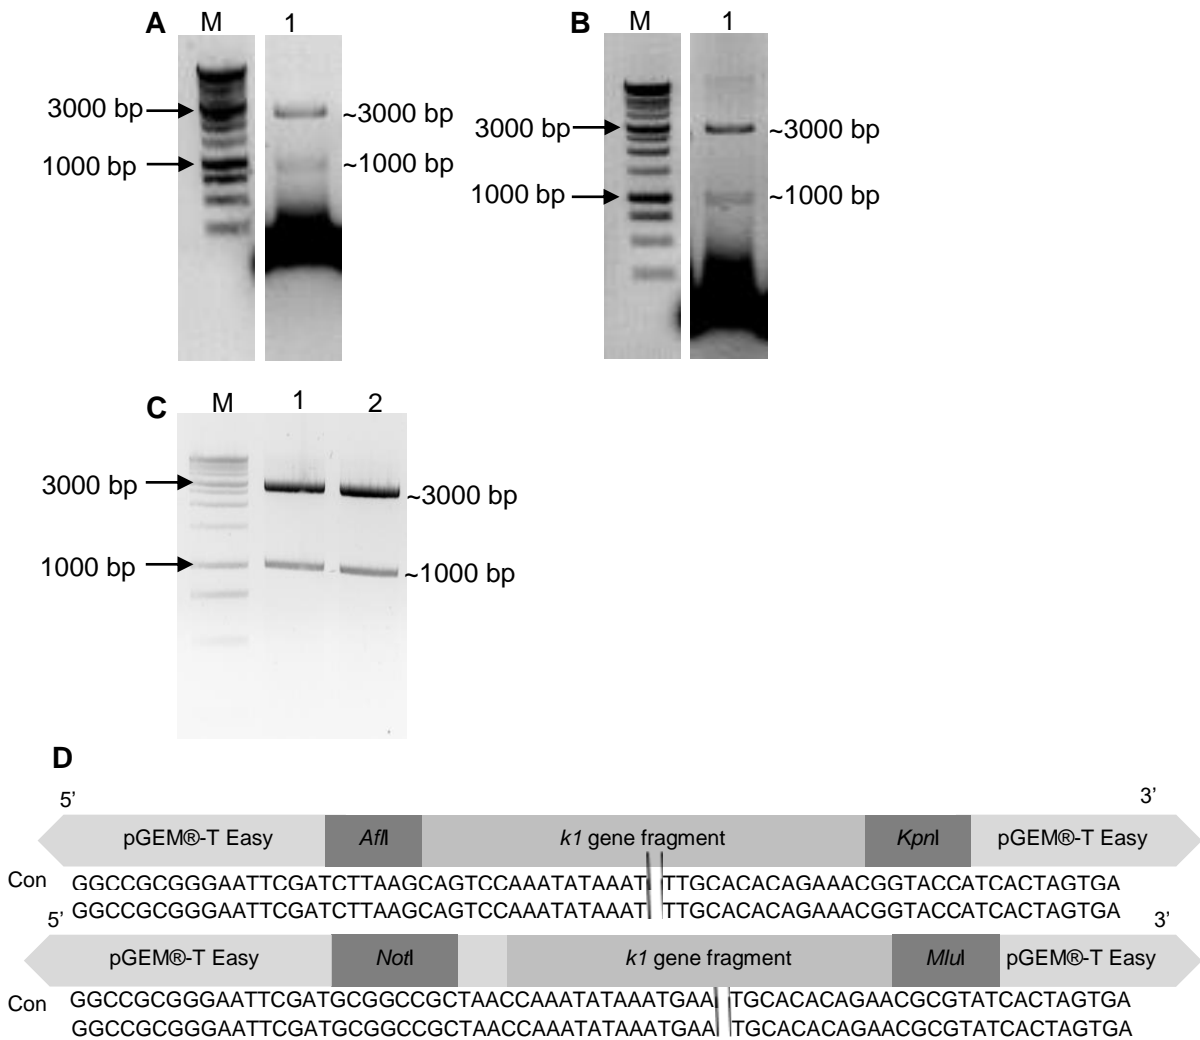 A M 1
3000 bp ~3000 bp
1000 bp ~1000 bp
B M 1
3000 bp ~3000 bp
1000 bp ~1000 bp
C M 1 2
3000 bp ~3000 bp
1000 bp ~1000 bp
D
5’ 3’
pGEM®-T Easy AflI k1 gene fragment KpnI pGEM®-T Easy
Con GGCCGCGGGAATTCGATCTTAAGCAGTCCAAATATAAAT TTGCACACAGAAACGGTACCATCACTAGTGA
GGCCGCGGGAATTCGATCTTAAGCAGTCCAAATATAAAT TTGCACACAGAAACGGTACCATCACTAGTGA
5’ 3’
pGEM®-T Easy NotI k1 gene fragment MluI pGEM®-T Easy
Con GGCCGCGGGAATTCGATGCGGCCGCTAACCAAATATAAATGAA TGCACACAGAACGCGTATCACTAGTGA
GGCCGCGGGAATTCGATGCGGCCGCTAACCAAATATAAATGAA TGCACACAGAACGCGTATCACTAGTGA